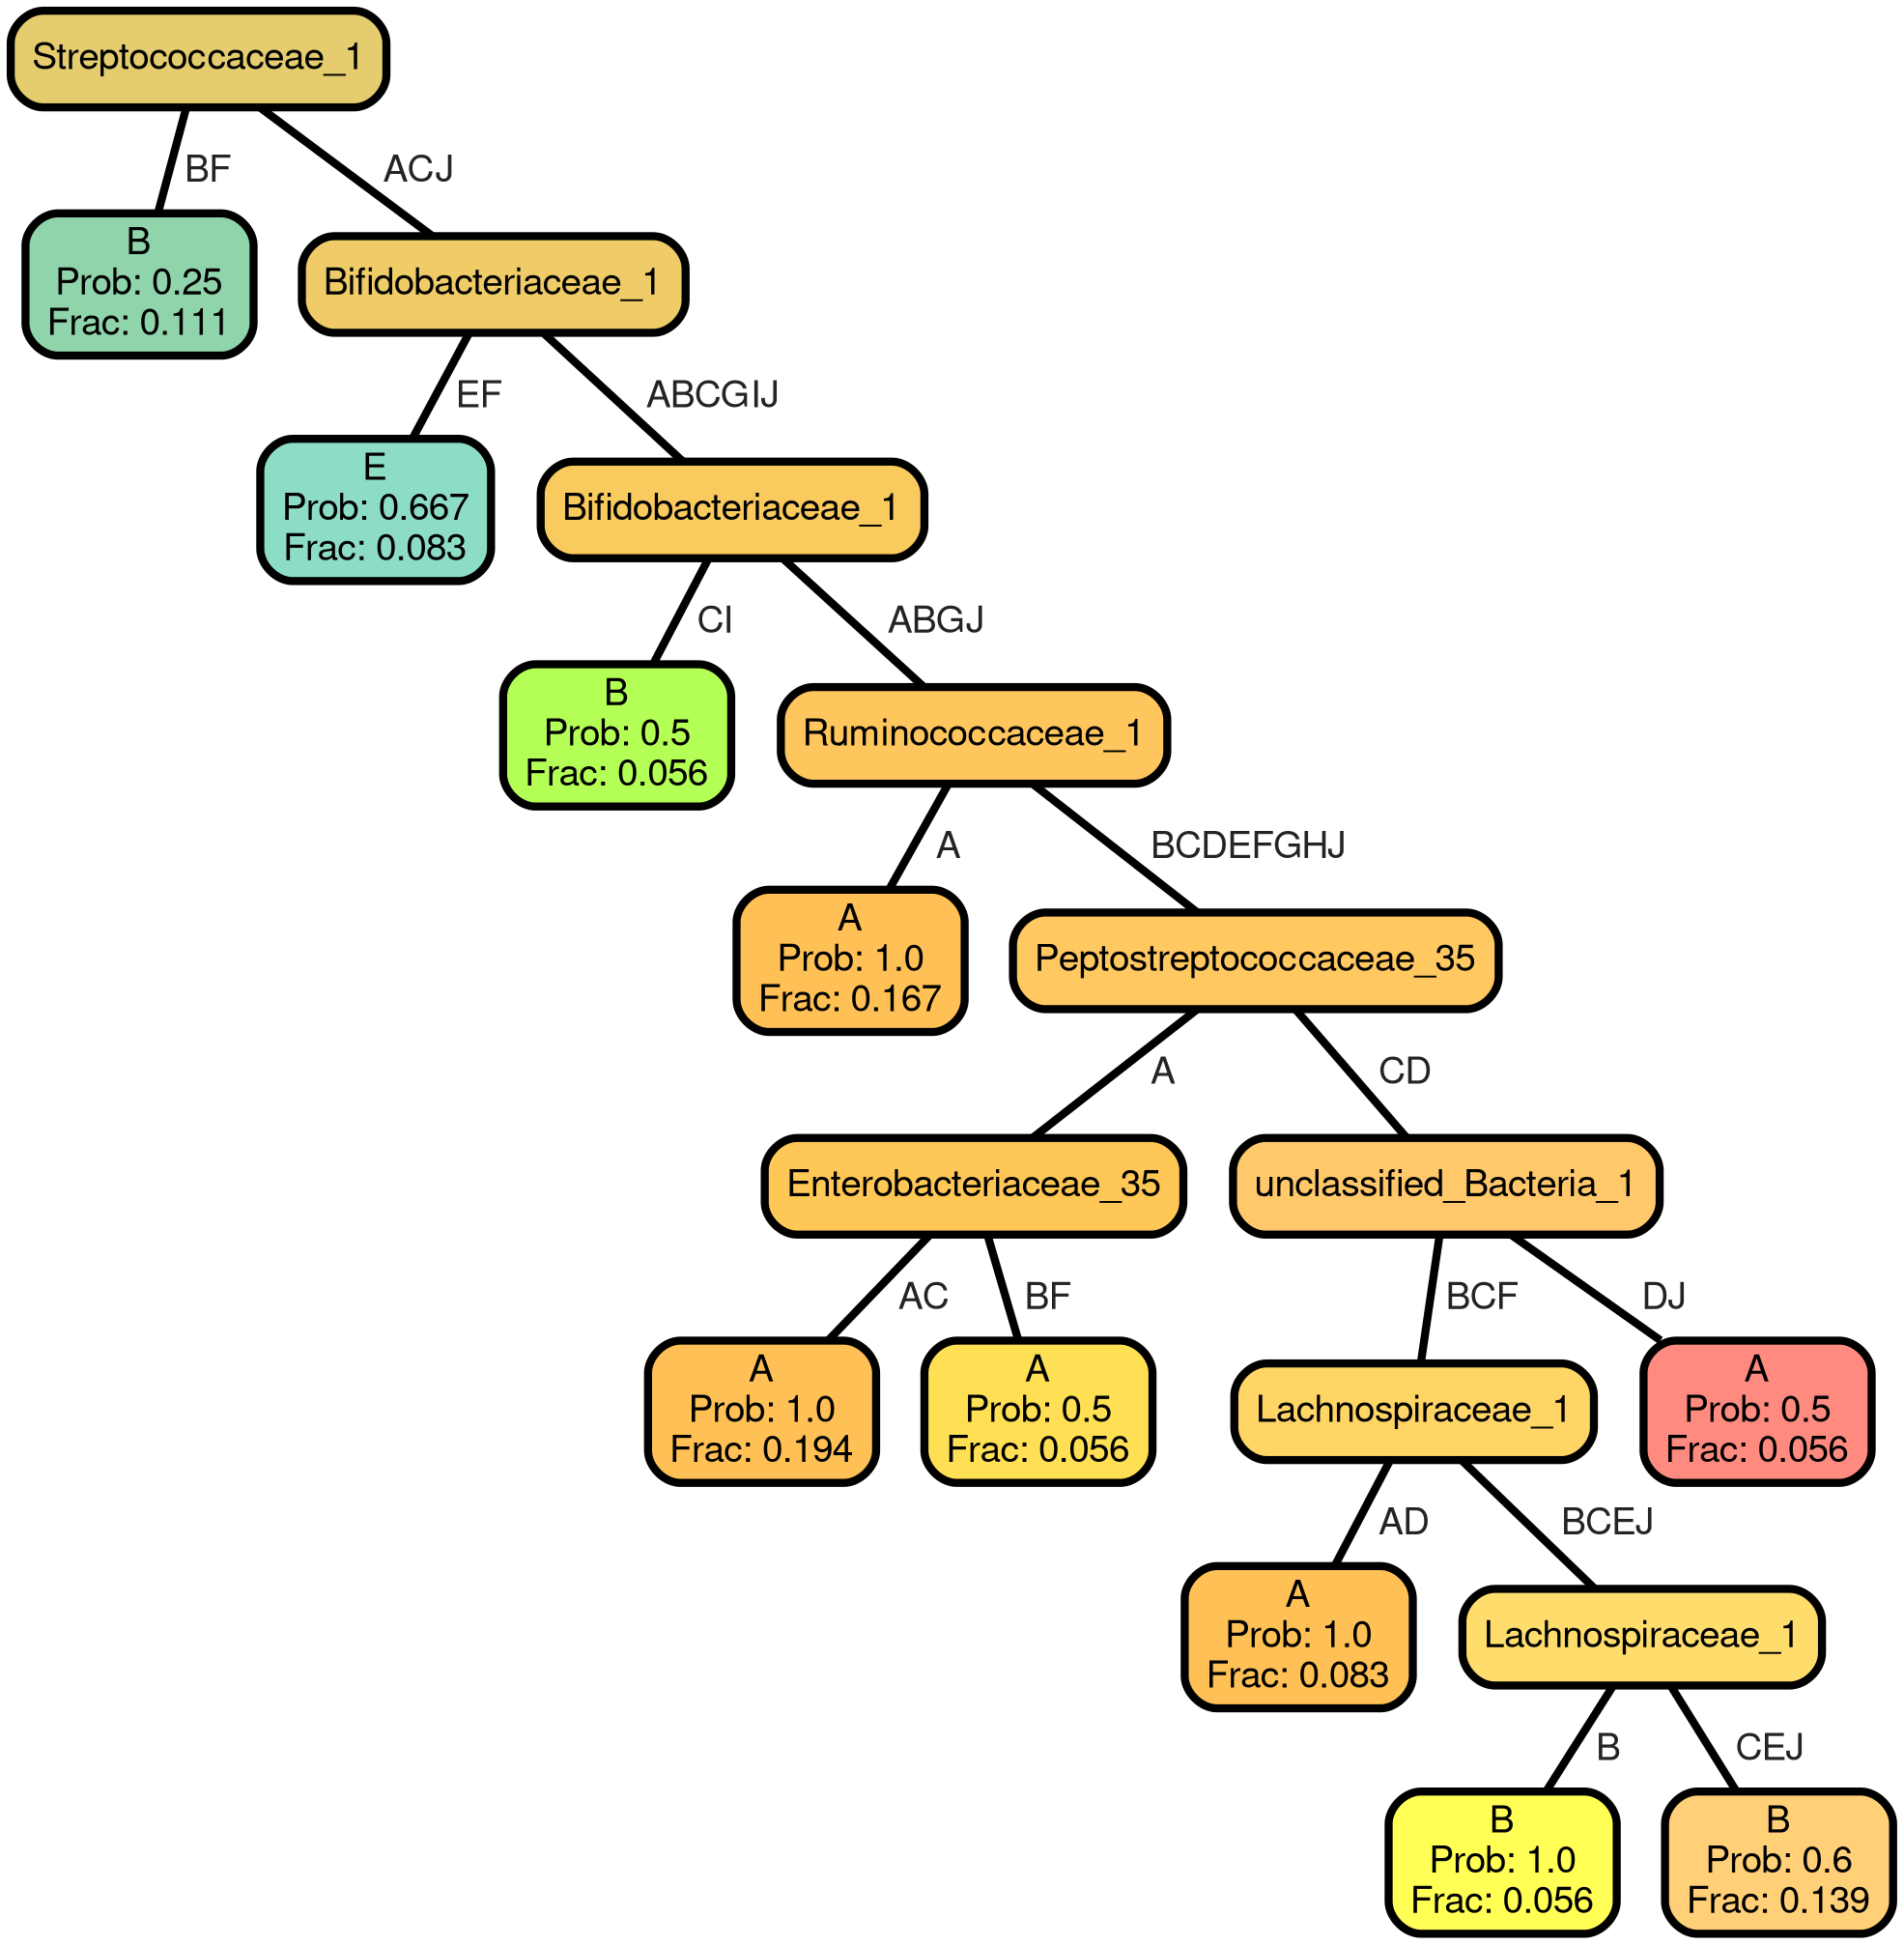 Streptococcaceae_1
BF
ACJ
B
Prob: 0.25
Frac: 0.111
Bifidobacteriaceae_1
EF
ABCGIJ
E
Prob: 0.667
Frac: 0.083
Bifidobacteriaceae_1
CI
ABGJ
B
Prob: 0.5
Frac: 0.056
Ruminococcaceae_1
A
BCDEFGHJ
A
Prob: 1.0
Frac: 0.167
Peptostreptococcaceae_35
A
CD
Enterobacteriaceae_35
unclassified_Bacteria_1
AC
BF
BCF
DJ
A
Prob: 1.0
Frac: 0.194
A
Prob: 0.5
Frac: 0.056
Lachnospiraceae_1
A
Prob: 0.5
Frac: 0.056
AD
BCEJ
A
Prob: 1.0
Frac: 0.083
Lachnospiraceae_1
B
CEJ
B
Prob: 1.0
Frac: 0.056
B
Prob: 0.6
Frac: 0.139